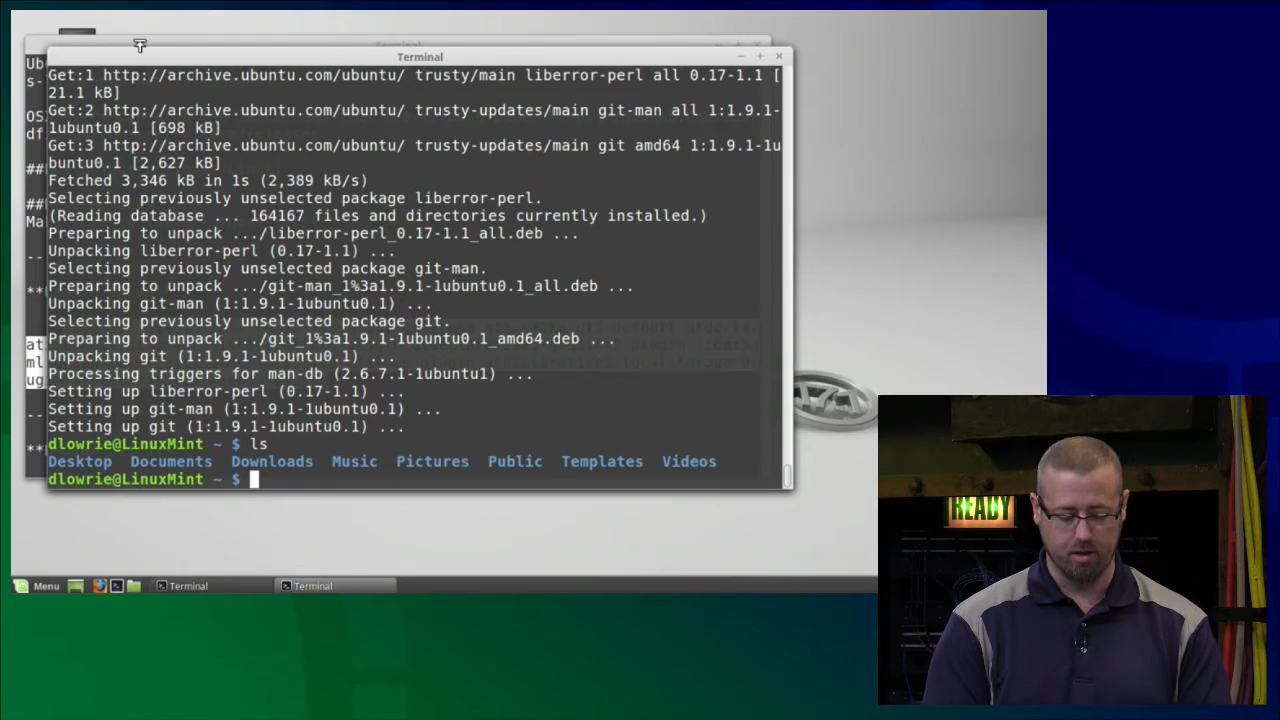 Terminal
Get:1 http://archive.ubuntu.com/ubuntu/ trusty/main liberror-perl all 0.17-1.1 [
21.1 kB]
Get:2 http://archive.ubuntu.com/ubuntu/ trusty-updates/main git-man all 1:1.9.1-
1ubuntu0.1 [698 kB]
Get:3 http://archive.ubuntu.com/ubuntu/ trusty-updates/main git amd64 1:1.9.1-1u
buntu0.1 [2,627 kB]
Fetched 3,346 kB in 1s (2,389 kB/s)
Selecting previously unselected package liberror-perl.
(Reading database ... 164167 files and directories currently installed.)
Preparing to unpack .../liberror-perl_0.17-1.1_all.deb ...
Unpacking liberror-perl (0.17-1.1) ...
Selecting previously unselected package git-man.
Preparing to unpack .../git-man_1%3a1.9.1-1ubuntu0.1_all.deb ...
Unpacking git-man (1:1.9.1-1ubuntu0.1) ...
Selecting previously unselected package git.
Preparing to unpack .../git_1%3a1.9.1-1ubuntu0.1_amd64.deb ...
Unpacking git (1:1.9.1-1ubuntu0.1) ...
Processing triggers for man-db (2.6.7.1-1ubuntu1) ...
Setting up liberror-perl (0.17-1.1) ...
Setting up git-man (1:1.9.1-1ubuntu0.1) ...
Setting up git (1:1.9.1-1ubuntu0.1) ...
dlowrie@LinuxMint ~ $ ls
Desktop Documents Downloads Music Pictures Public Templates Videos
dlowrie@LinuxMint ~ $
Ub
s-
OS
df
##
##
Ma
--
**
at
ml
ug
--
**
17.1
READY
Menu Terminal Terminal